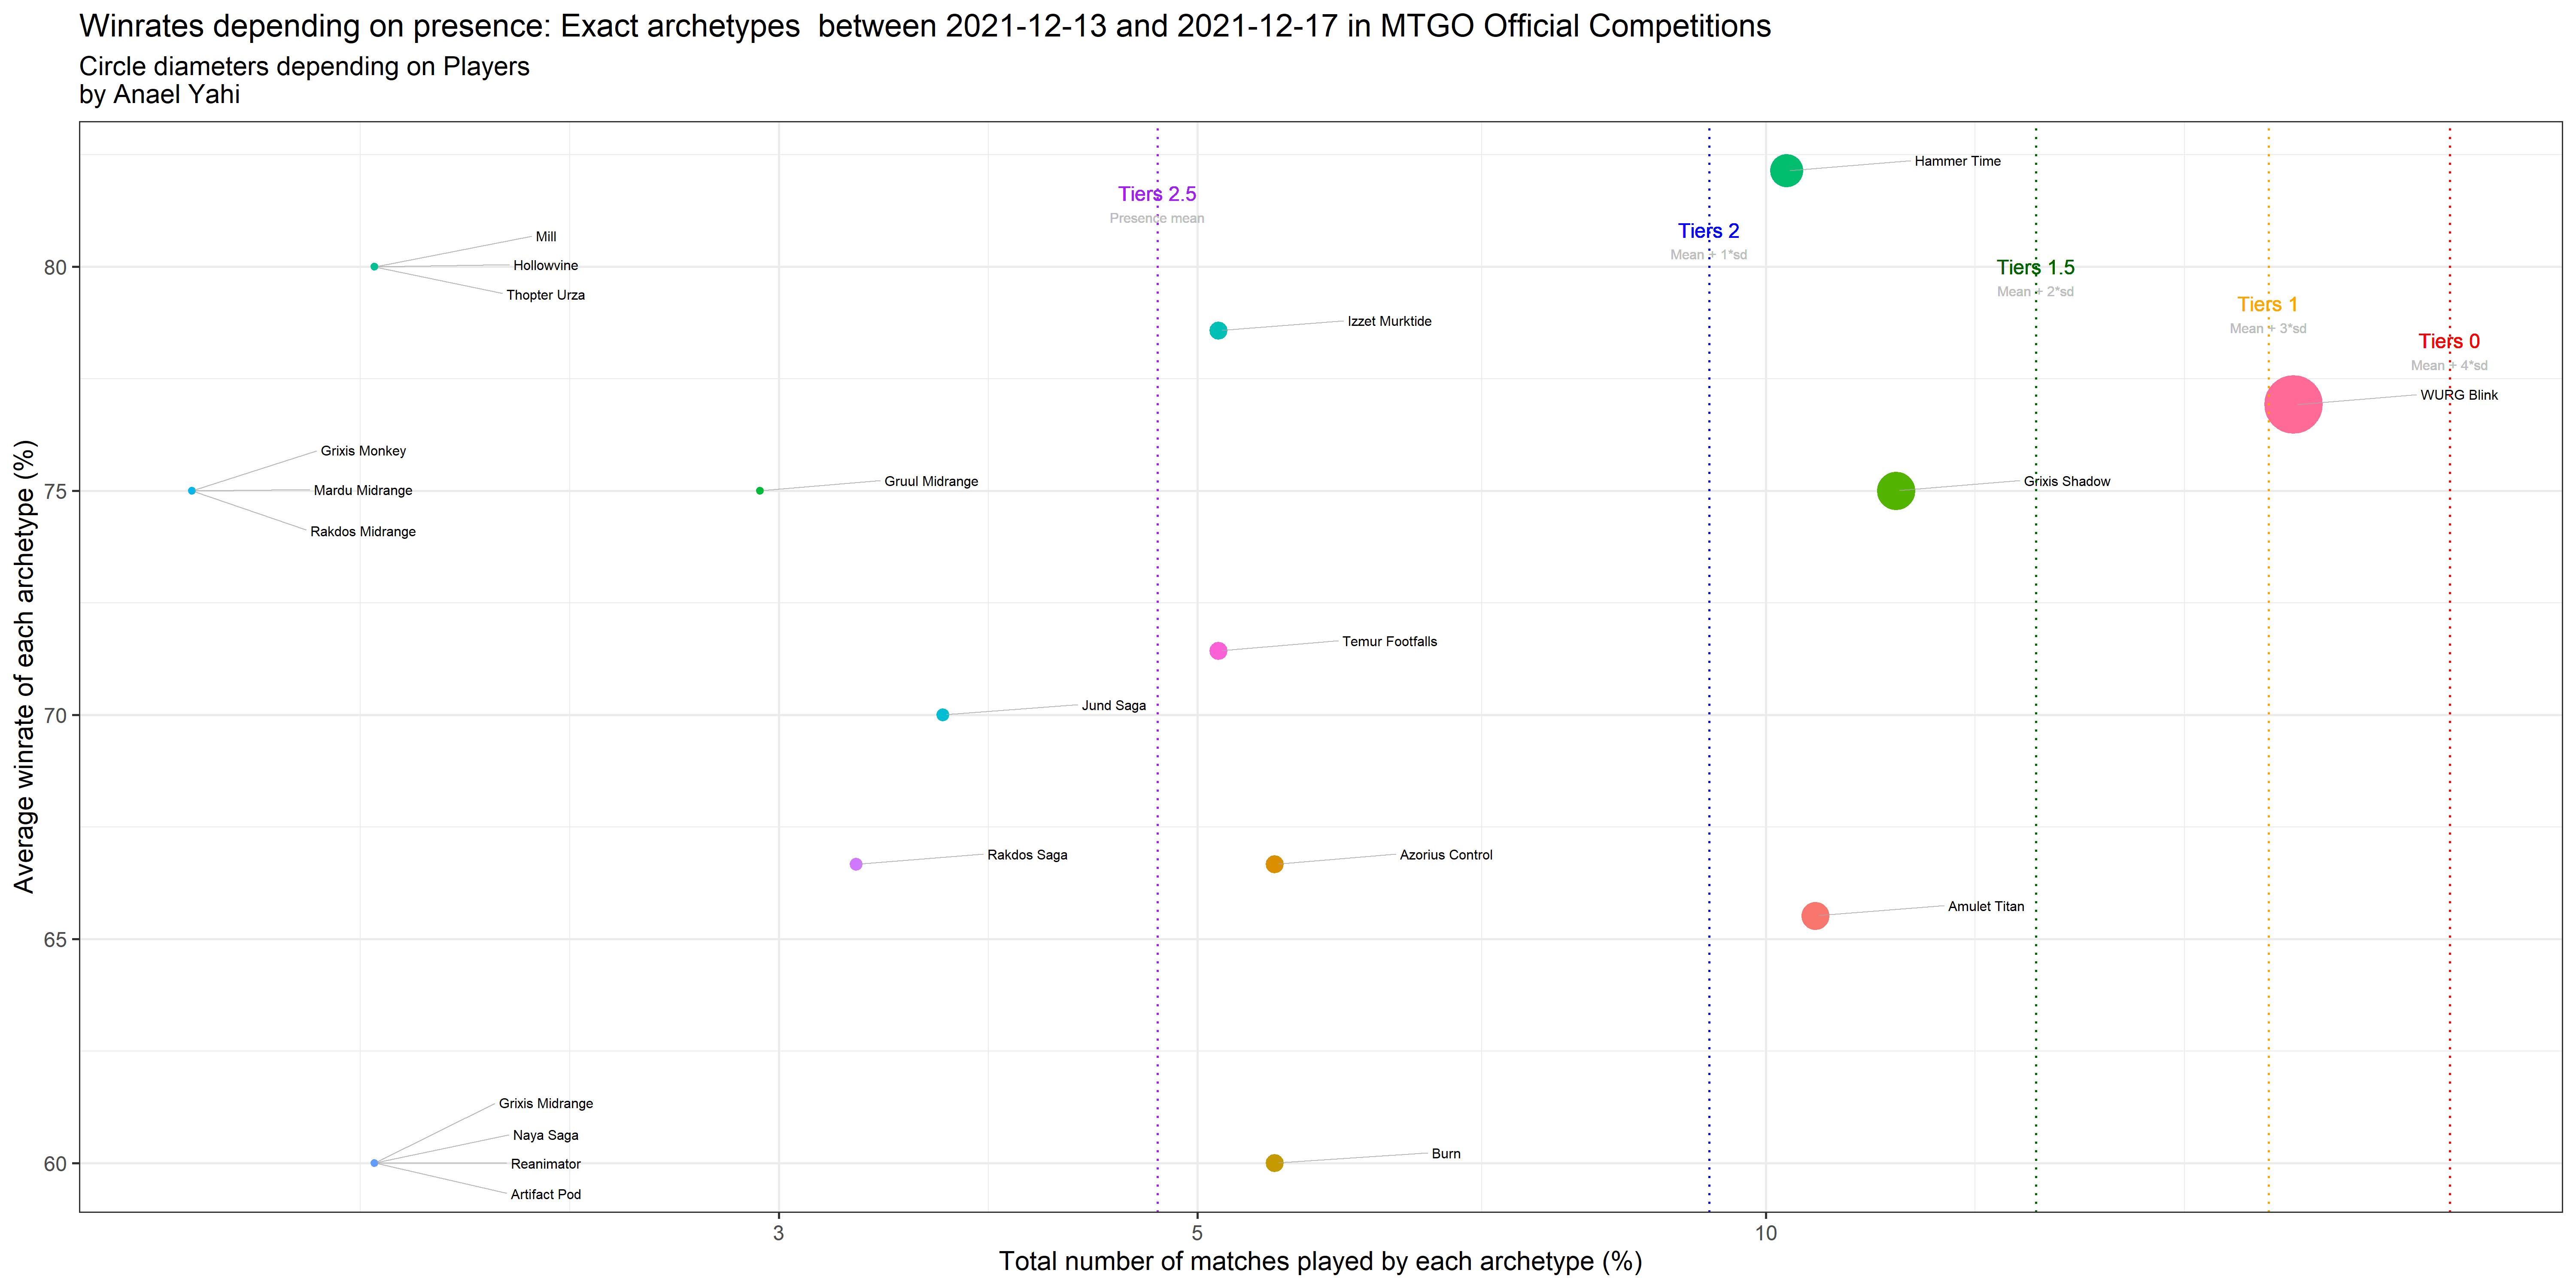 Winrates depending on presence: Exact archetypes  between 2021-12-13 and 2021-12-17 in MTGO Official Competitions
Circle diameters depending on Players
by Anael Yahi
Hammer Time
Tiers 2.5
Presence mean
Tiers 2
Mean + 1*sd
Mill
Hollowvine
Thopter Urza
80
Tiers 1.5
Mean + 2*sd
Tiers 1
Mean + 3*sd
Izzet Murktide
Tiers 0
Mean + 4*sd
WURG Blink
Grixis Monkey
Mardu Midrange
Rakdos Midrange
75
Gruul Midrange
Grixis Shadow
Temur Footfalls
Jund Saga
70
Rakdos Saga
Azorius Control
Amulet Titan
65
Grixis Midrange
Naya Saga
Reanimator
Artifact Pod
60
Burn
Average winrate of each archetype (%)
3
5
10
Total number of matches played by each archetype (%)